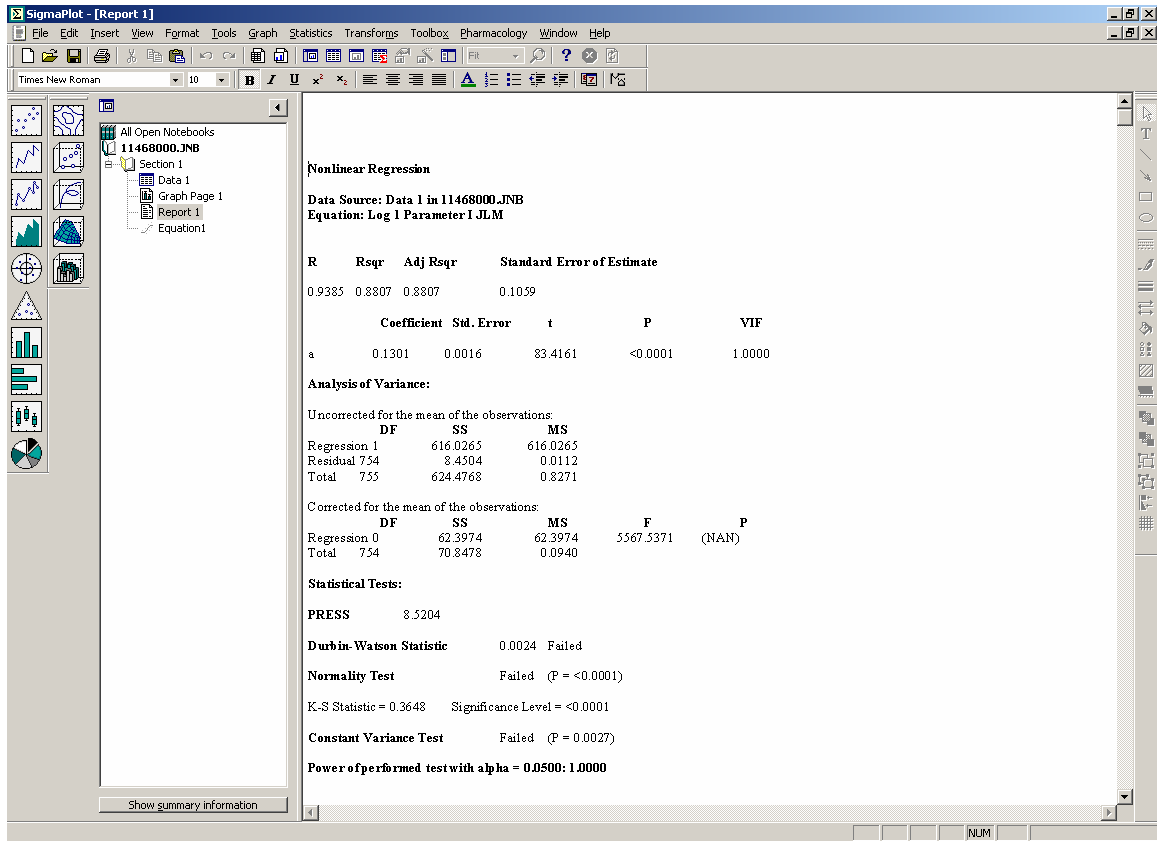 SigmaPlot - [Report 1]
File Edit Insert View Format Tools Graph Statistics Transforms Toolbox Pharmacology Window Help
Fit
Times New Roman 10 B I U x² x₂
All Open Notebooks
11468000.JNB
Section 1
Data 1
Graph Page 1
Report 1
Equation1
Show summary information
Nonlinear Regression
Data Source: Data 1 in 11468000.JNB
Equation: Log 1 Parameter I JLM
R Rsqr Adj Rsqr Standard Error of Estimate
0.9385 0.8807 0.8807 0.1059
Coefficient Std. Error t P VIF
a 0.1301 0.0016 83.4161 <0.0001 1.0000
Analysis of Variance:
Uncorrected for the mean of the observations:
DF SS MS
Regression 1 616.0265 616.0265
Residual 754 8.4504 0.0112
Total 755 624.4768 0.8271
Corrected for the mean of the observations:
DF SS MS F P
Regression 0 62.3974 62.3974 5567.5371 (NAN)
Total 754 70.8478 0.0940
Statistical Tests:
PRESS 8.5204
Durbin-Watson Statistic 0.0024 Failed
Normality Test Failed (P = <0.0001)
K-S Statistic = 0.3648 Significance Level = <0.0001
Constant Variance Test Failed (P = 0.0027)
Power of performed test with alpha = 0.0500: 1.0000
NUM